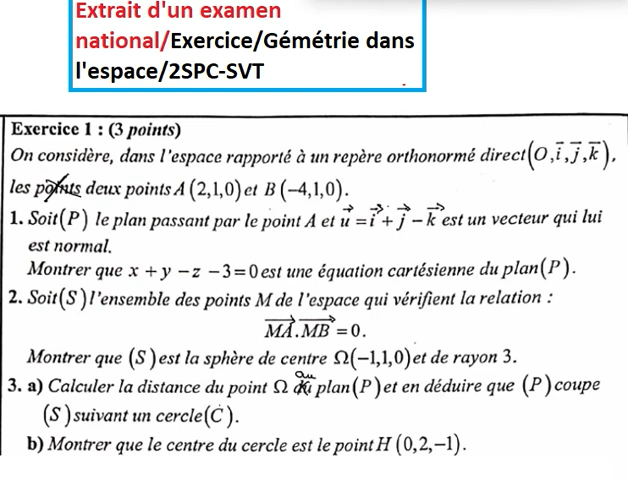 Extrait d'un examen
national/Exercice/Gémétrie dans
l'espace/2SPC-SVT
Exercice 1 : (3 points)
On considère, dans l'espace rapporté à un repère orthonormé direct (O, i⃗, j⃗, k⃗),
les points deux points A (2,1,0) et B (−4,1,0).
1. Soit (P) le plan passant par le point A et u⃗ = i⃗ + j⃗ − k⃗ est un vecteur qui lui
est normal.
Montrer que x + y − z − 3 = 0 est une équation cartésienne du plan (P).
2. Soit (S) l'ensemble des points M de l'espace qui vérifient la relation :
MA⃗.MB⃗ = 0.
Montrer que (S) est la sphère de centre Ω(−1,1,0) et de rayon 3.
3. a) Calculer la distance du point Ω au plan (P) et en déduire que (P) coupe
(S) suivant un cercle (C).
b) Montrer que le centre du cercle est le point H (0,2,−1).